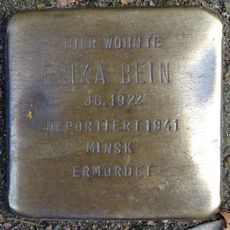 HIER WOHNTE
ERIKA BEIN
JG. 1922
DEPORTIERT 1941
MINSK
ERMORDET